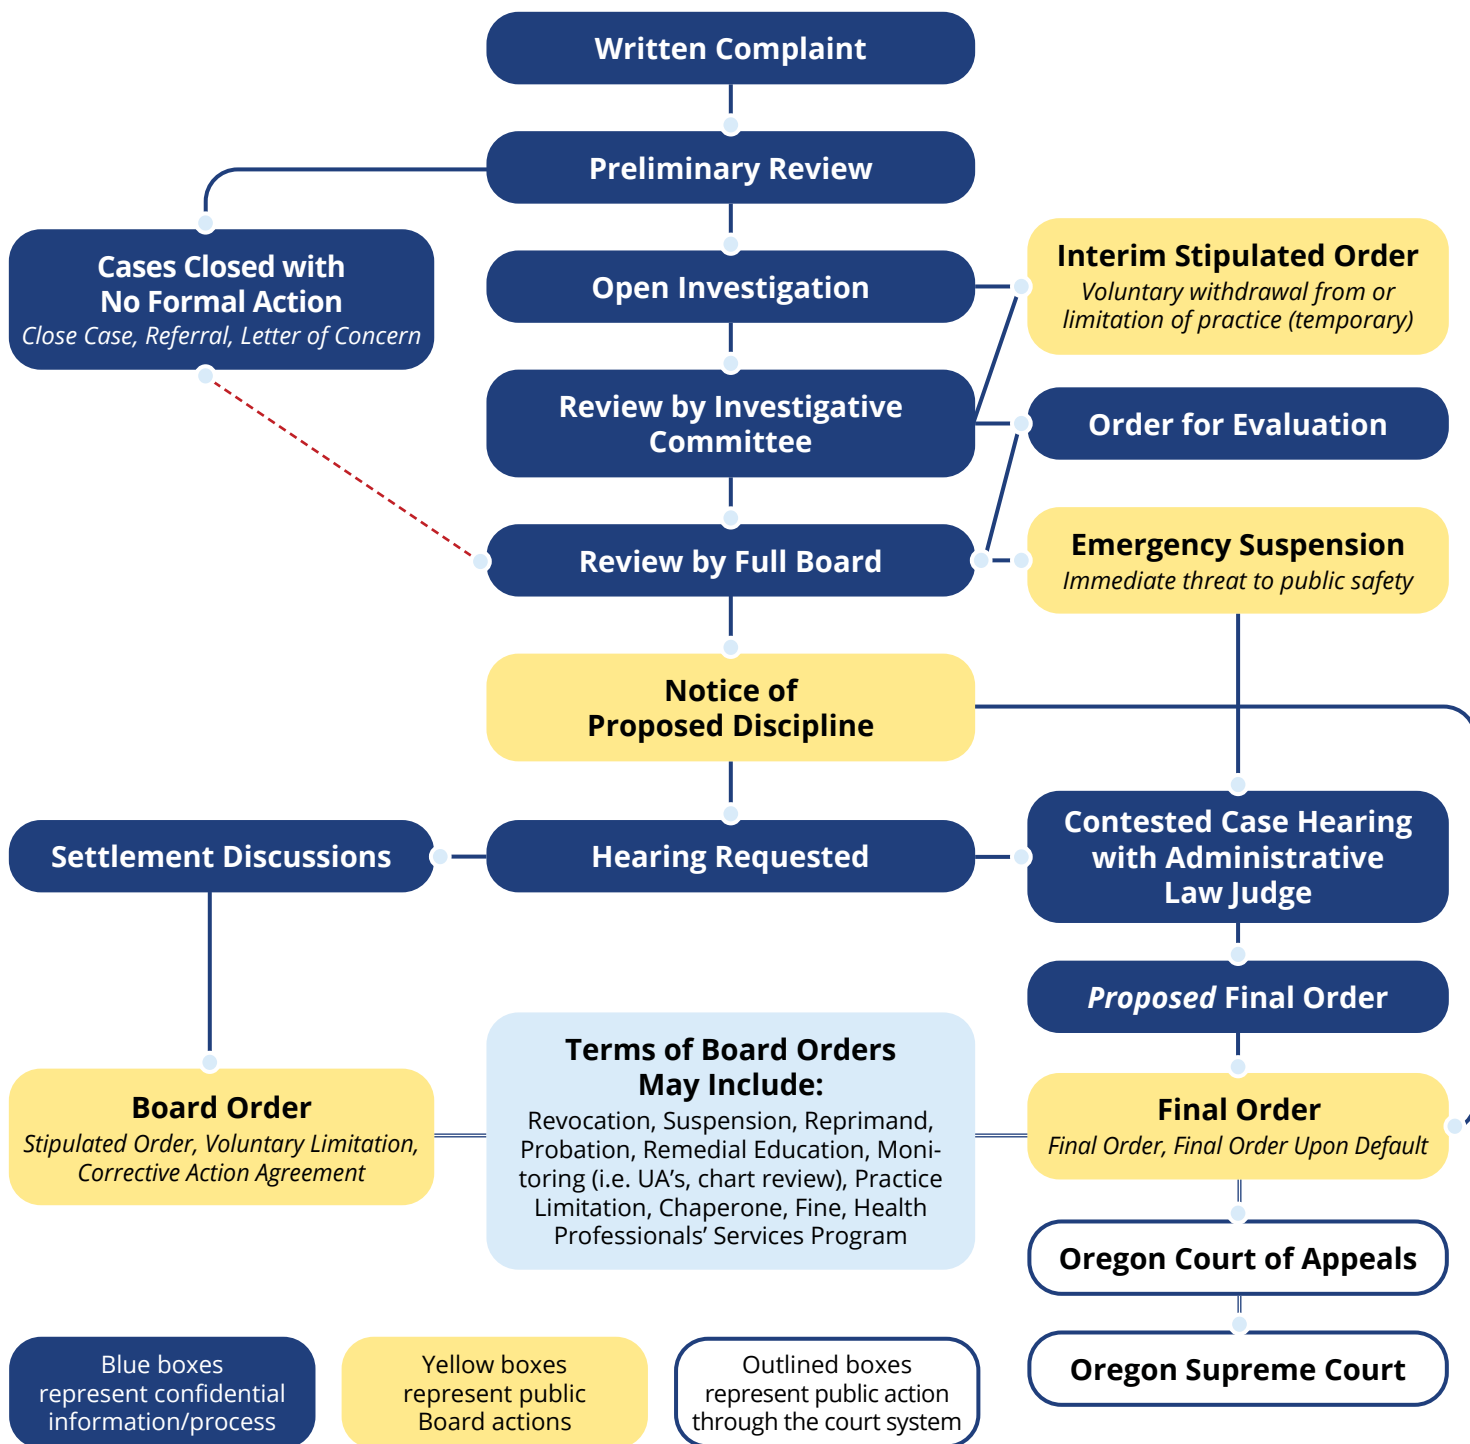 Written Complaint
Preliminary Review
Cases Closed with
No Formal Action
Close Case, Referral, Letter of Concern
Open Investigation
Interim Stipulated Order
Voluntary withdrawal from or
limitation of practice (temporary)
Review by Investigative
Committee
Order for Evaluation
Review by Full Board
Emergency Suspension
Immediate threat to public safety
Notice of
Proposed Discipline
Settlement Discussions
Hearing Requested
Contested Case Hearing
with Administrative
Law Judge
Proposed Final Order
Board Order
Stipulated Order, Voluntary Limitation,
Corrective Action Agreement
Terms of Board Orders
May Include:
Revocation, Suspension, Reprimand,
Probation, Remedial Education, Moni-
toring (i.e. UA’s, chart review), Practice
Limitation, Chaperone, Fine, Health
Professionals’ Services Program
Final Order
Final Order, Final Order Upon Default
Oregon Court of Appeals
Oregon Supreme Court
Blue boxes
represent confidential
information/process
Yellow boxes
represent public
Board actions
Outlined boxes
represent public action
through the court system